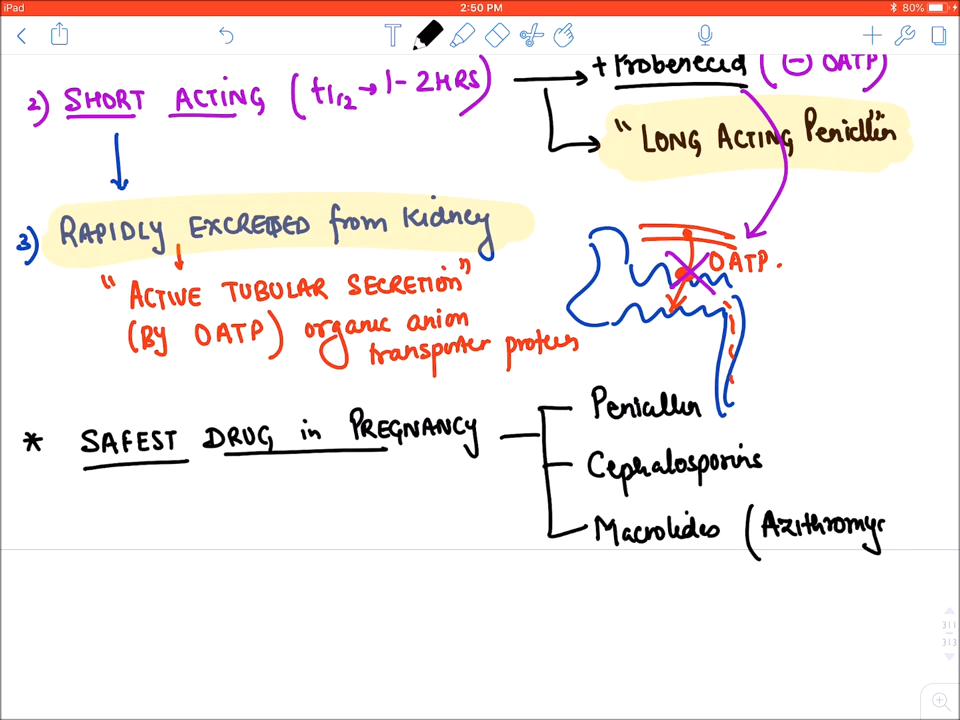 iPad
2:50 PM
80%
T
+ Probenecid (⊖ OATP)
2) SHORT ACTING (t1/2 → 1-2HRS)
"LONG ACTING Penicillin"
3) RAPIDLY EXCRETED from Kidney
OATP.
"ACTIVE TUBULAR SECRETION"
(By OATP) organic anion
transporter protein
* SAFEST DRUG in PREGNANCY
Penicillin
Cephalosporins
Macrolides (Azithromyc
311
313